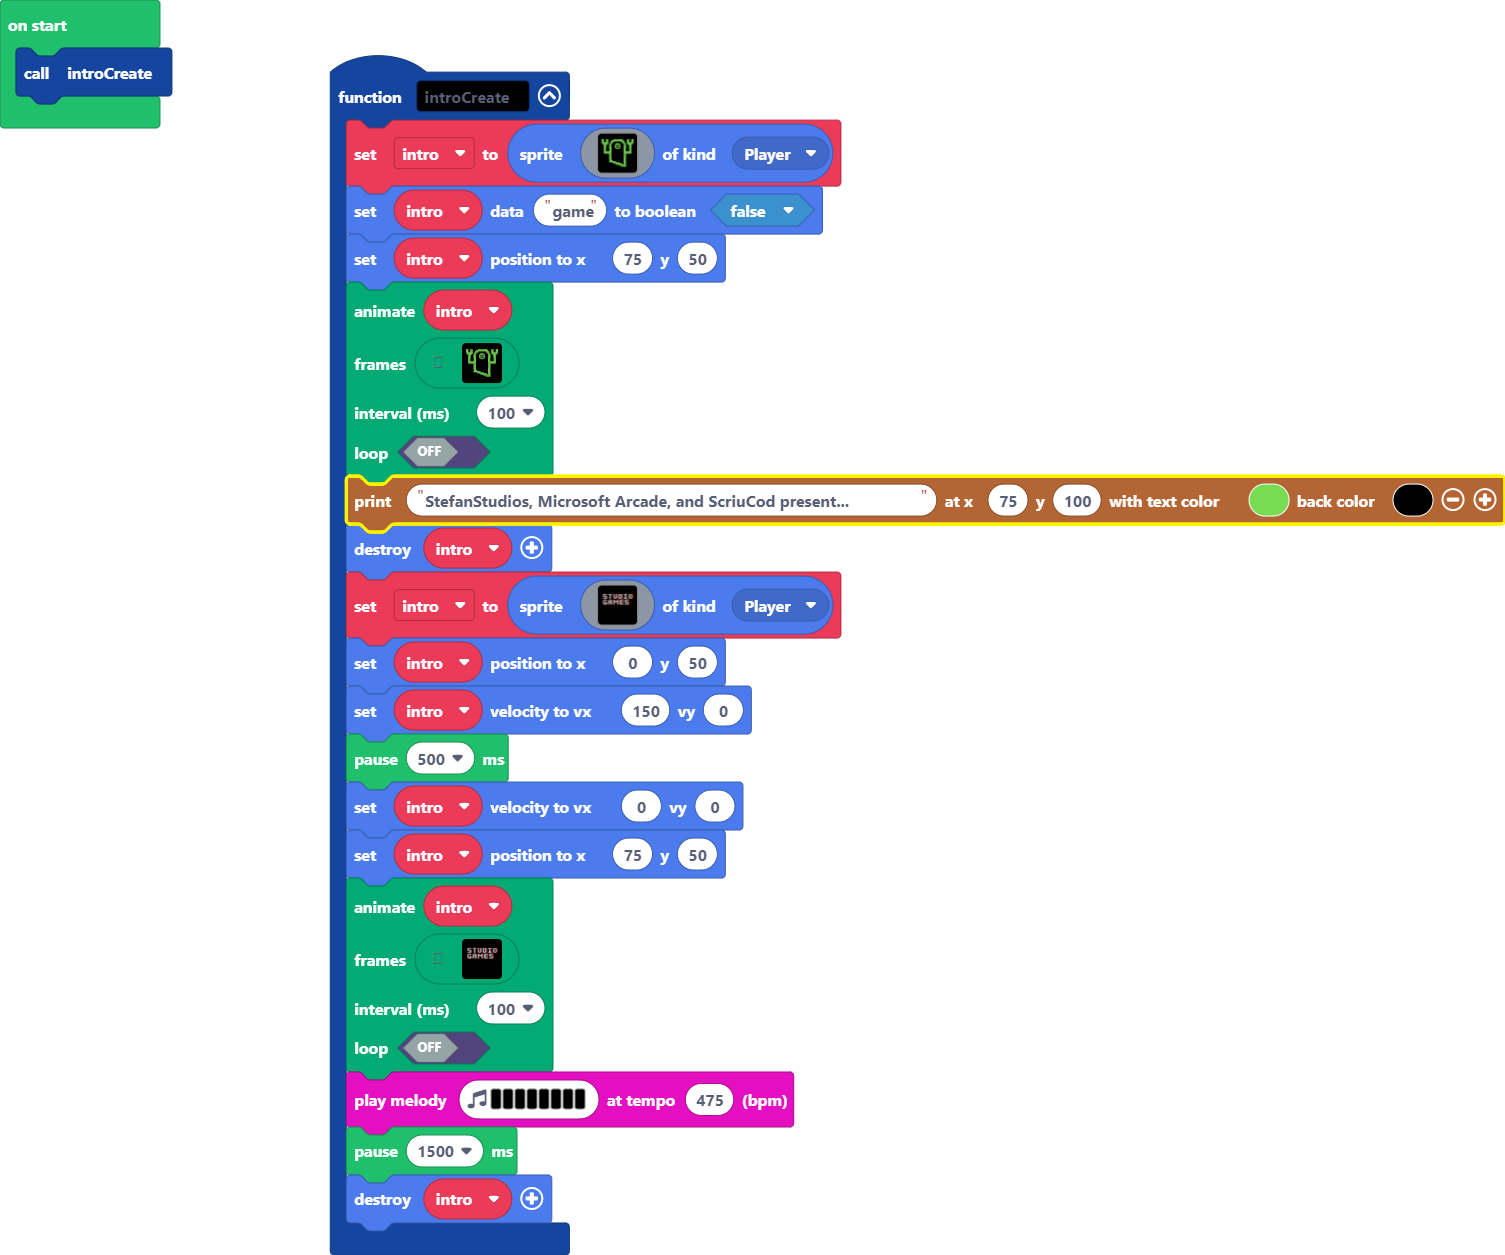 on start
call introCreate
function introCreate
set intro to sprite of kind Player
set intro data "game" to boolean false
set intro position to x 75 y 50
animate intro
frames
interval (ms) 100
loop OFF
print "StefanStudios, Microsoft Arcade, and ScriuCod present... " at x 75 y 100 with text color back color
destroy intro
set intro to sprite STUDIO GAMES of kind Player
set intro position to x 0 y 50
set intro velocity to vx 150 vy 0
pause 500 ms
set intro velocity to vx 0 vy 0
set intro position to x 75 y 50
animate intro
frames STUDIO GAMES
interval (ms) 100
loop OFF
play melody at tempo 475 (bpm)
pause 1500 ms
destroy intro